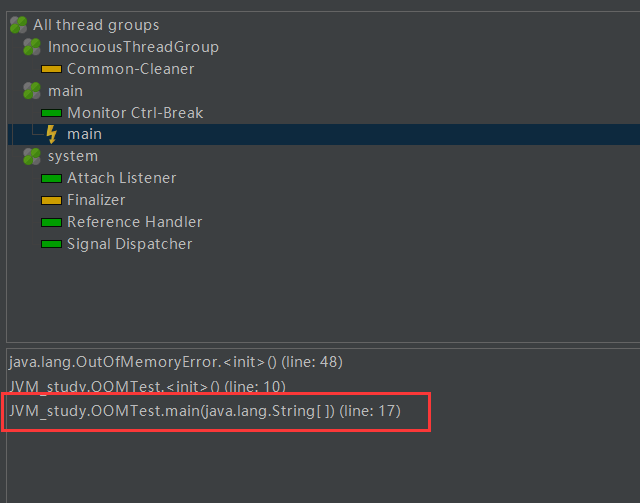 All thread groups
InnocuousThreadGroup
Common-Cleaner
main
Monitor Ctrl-Break
main
system
Attach Listener
Finalizer
Reference Handler
Signal Dispatcher
java.lang.OutOfMemoryError.<init>() (line: 48)
JVM_study.OOMTest.<init>() (line: 10)
JVM_study.OOMTest.main(java.lang.String[ ]) (line: 17)